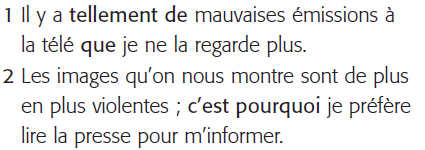 1 Il y a tellement de mauvaises émissions à
la télé que je ne la regarde plus.
2 Les images qu'on nous montre sont de plus
en plus violentes ; c'est pourquoi je préfère
lire la presse pour m'informer.